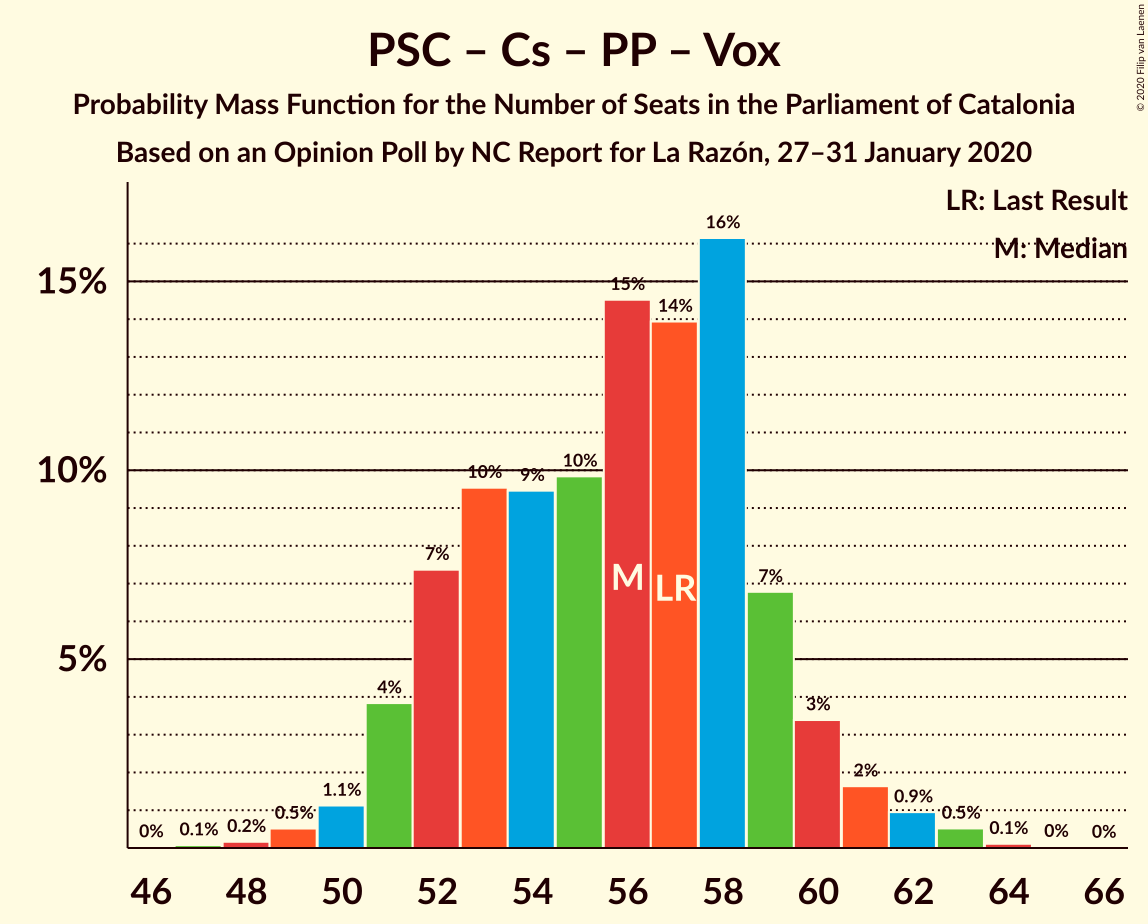 PSC – Cs – PP – Vox
Probability Mass Function for the Number of Seats in the Parliament of Catalonia
Based on an Opinion Poll by NC Report for La Razón, 27–31 January 2020
© 2020 Filip van Laenen
LR: Last Result
M: Median
15%
10%
5%
0%
0.1%
0.2%
0.5%
1.1%
4%
7%
10%
9%
10%
15%
14%
16%
7%
3%
2%
0.9%
0.5%
0.1%
0%
0%
M
LR
46 48 50 52 54 56 58 60 62 64 66